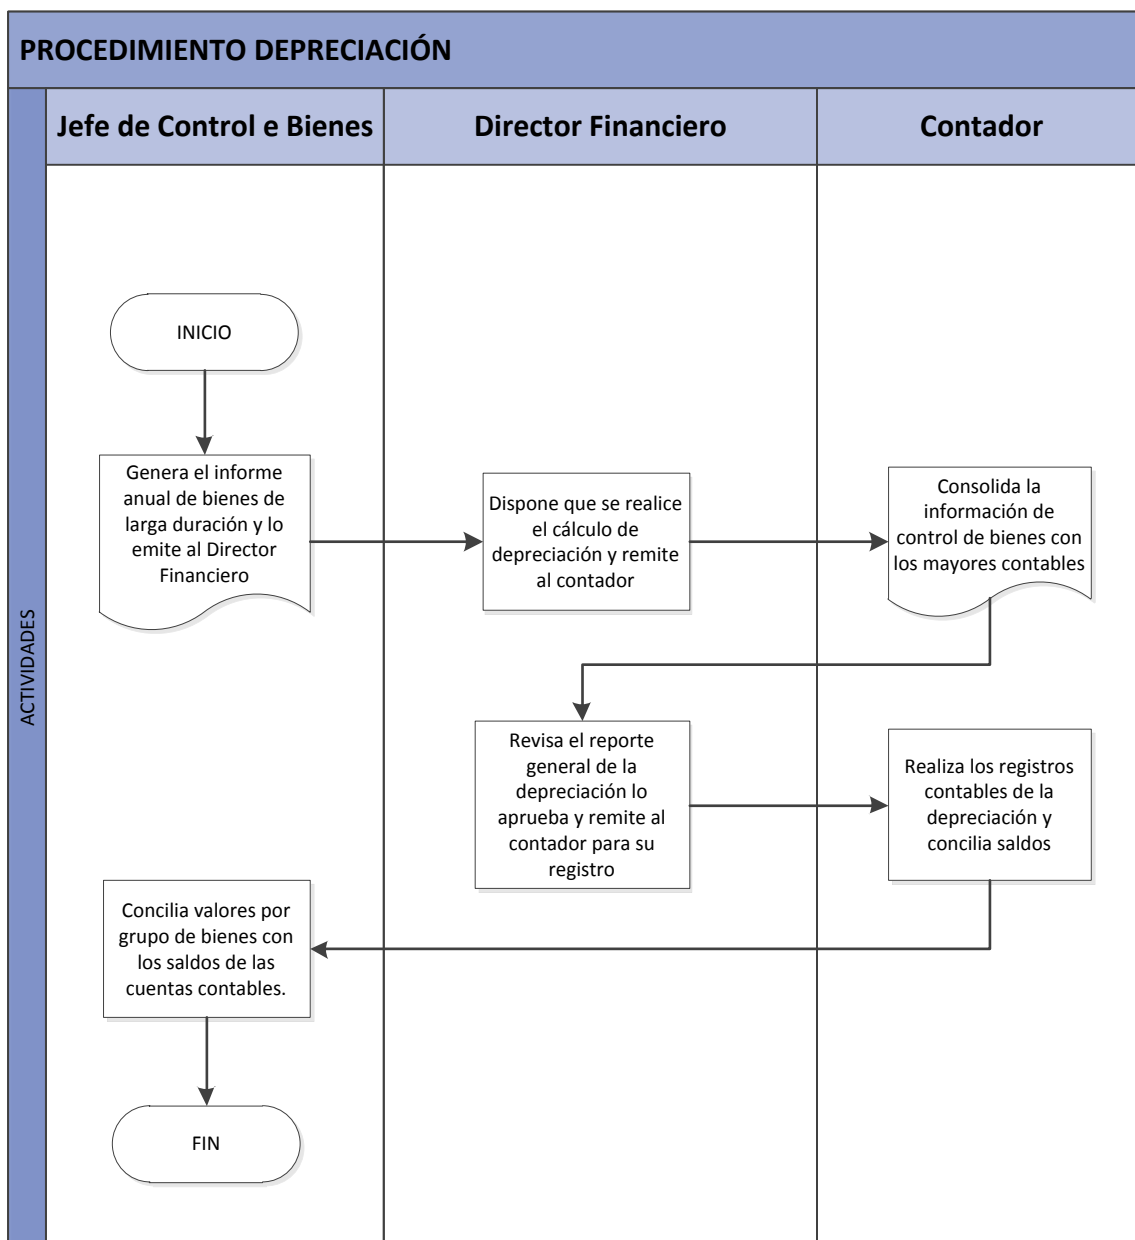 PROCEDIMIENTO DEPRECIACIÓN
Jefe de Control e Bienes
Director Financiero
Contador
ACTIVIDADES
INICIO
Genera el informe
anual de bienes de
larga duración y lo
emite al Director
Financiero
Dispone que se realice
el cálculo de
depreciación y remite
al contador
Consolida la
información de
control de bienes con
los mayores contables
Revisa el reporte
general de la
depreciación lo
aprueba y remite al
contador para su
registro
Realiza los registros
contables de la
depreciación y
concilia saldos
Concilia valores por
grupo de bienes con
los saldos de las
cuentas contables.
FIN